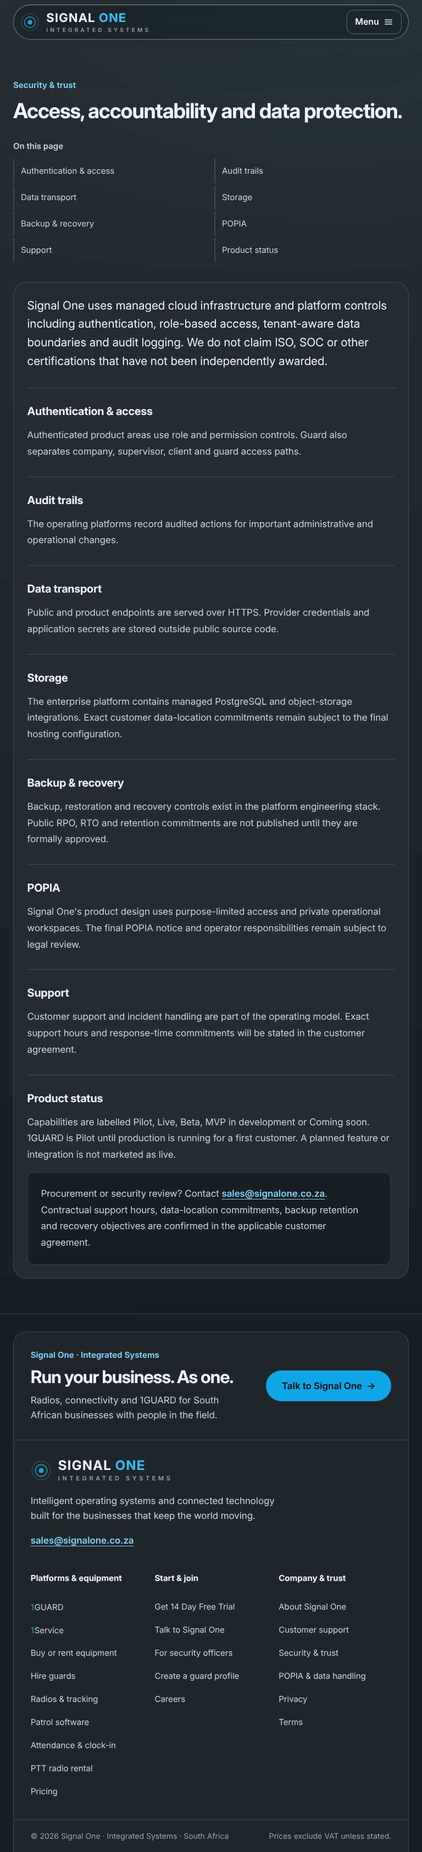 SIGNAL ONE
INTEGRATED SYSTEMS
Menu
Security & trust
Access, accountability and data protection.
On this page
Authentication & access
Audit trails
Data transport
Storage
Backup & recovery
POPIA
Support
Product status
Signal One uses managed cloud infrastructure and platform controls
including authentication, role-based access, tenant-aware data
boundaries and audit logging. We do not claim ISO, SOC or other
certifications that have not been independently awarded.
Authentication & access
Authenticated product areas use role and permission controls. Guard also
separates company, supervisor, client and guard access paths.
Audit trails
The operating platforms record audited actions for important administrative and
operational changes.
Data transport
Public and product endpoints are served over HTTPS. Provider credentials and
application secrets are stored outside public source code.
Storage
The enterprise platform contains managed PostgreSQL and object-storage
integrations. Exact customer data-location commitments remain subject to the final
hosting configuration.
Backup & recovery
Backup, restoration and recovery controls exist in the platform engineering stack.
Public RPO, RTO and retention commitments are not published until they are
formally approved.
POPIA
Signal One's product design uses purpose-limited access and private operational
workspaces. The final POPIA notice and operator responsibilities remain subject to
legal review.
Support
Customer support and incident handling are part of the operating model. Exact
support hours and response-time commitments will be stated in the customer
agreement.
Product status
Capabilities are labelled Pilot, Live, Beta, MVP in development or Coming soon.
1GUARD is Pilot until production is running for a first customer. A planned feature or
integration is not marketed as live.
Procurement or security review? Contact sales@signalone.co.za.
Contractual support hours, data-location commitments, backup retention
and recovery objectives are confirmed in the applicable customer
agreement.
Signal One · Integrated Systems
Run your business. As one.
Radios, connectivity and 1GUARD for South
African businesses with people in the field.
Talk to Signal One →
SIGNAL ONE
INTEGRATED SYSTEMS
Intelligent operating systems and connected technology
built for the businesses that keep the world moving.
sales@signalone.co.za
Platforms & equipment
1GUARD
1Service
Buy or rent equipment
Hire guards
Radios & tracking
Patrol software
Attendance & clock-in
PTT radio rental
Pricing
Start & join
Get 14 Day Free Trial
Talk to Signal One
For security officers
Create a guard profile
Careers
Company & trust
About Signal One
Customer support
Security & trust
POPIA & data handling
Privacy
Terms
© 2026 Signal One · Integrated Systems · South Africa
Prices exclude VAT unless stated.